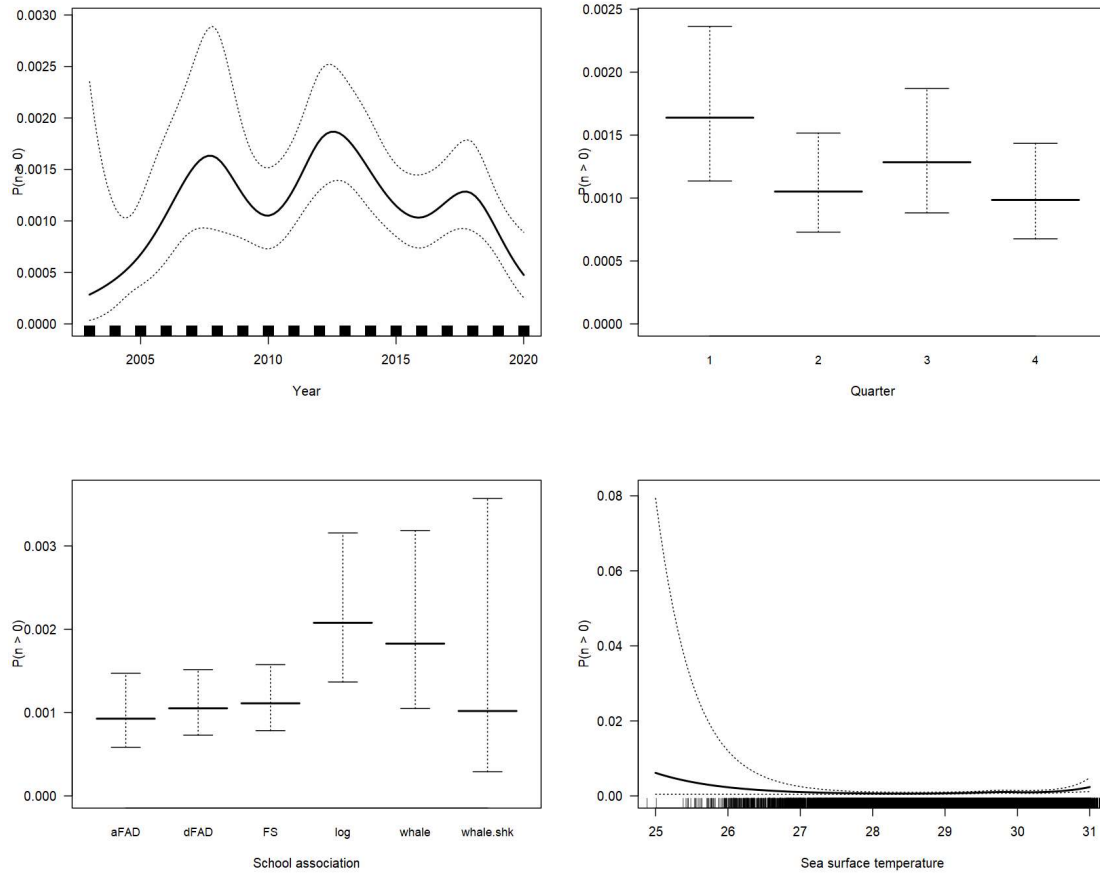 0.0030
0.0025
0.0020
0.0015
0.0010
0.0005
0.0000
P(n > 0)
2005 2010 2015 2020
Year
0.0025
0.0020
0.0015
0.0010
0.0005
0.0000
P(n > 0)
1 2 3 4
Quarter
0.003
0.002
0.001
0.000
P(n > 0)
aFAD dFAD FS log whale whale.shk
School association
0.08
0.06
0.04
0.02
0.00
P(n > 0)
25 26 27 28 29 30 31
Sea surface temperature